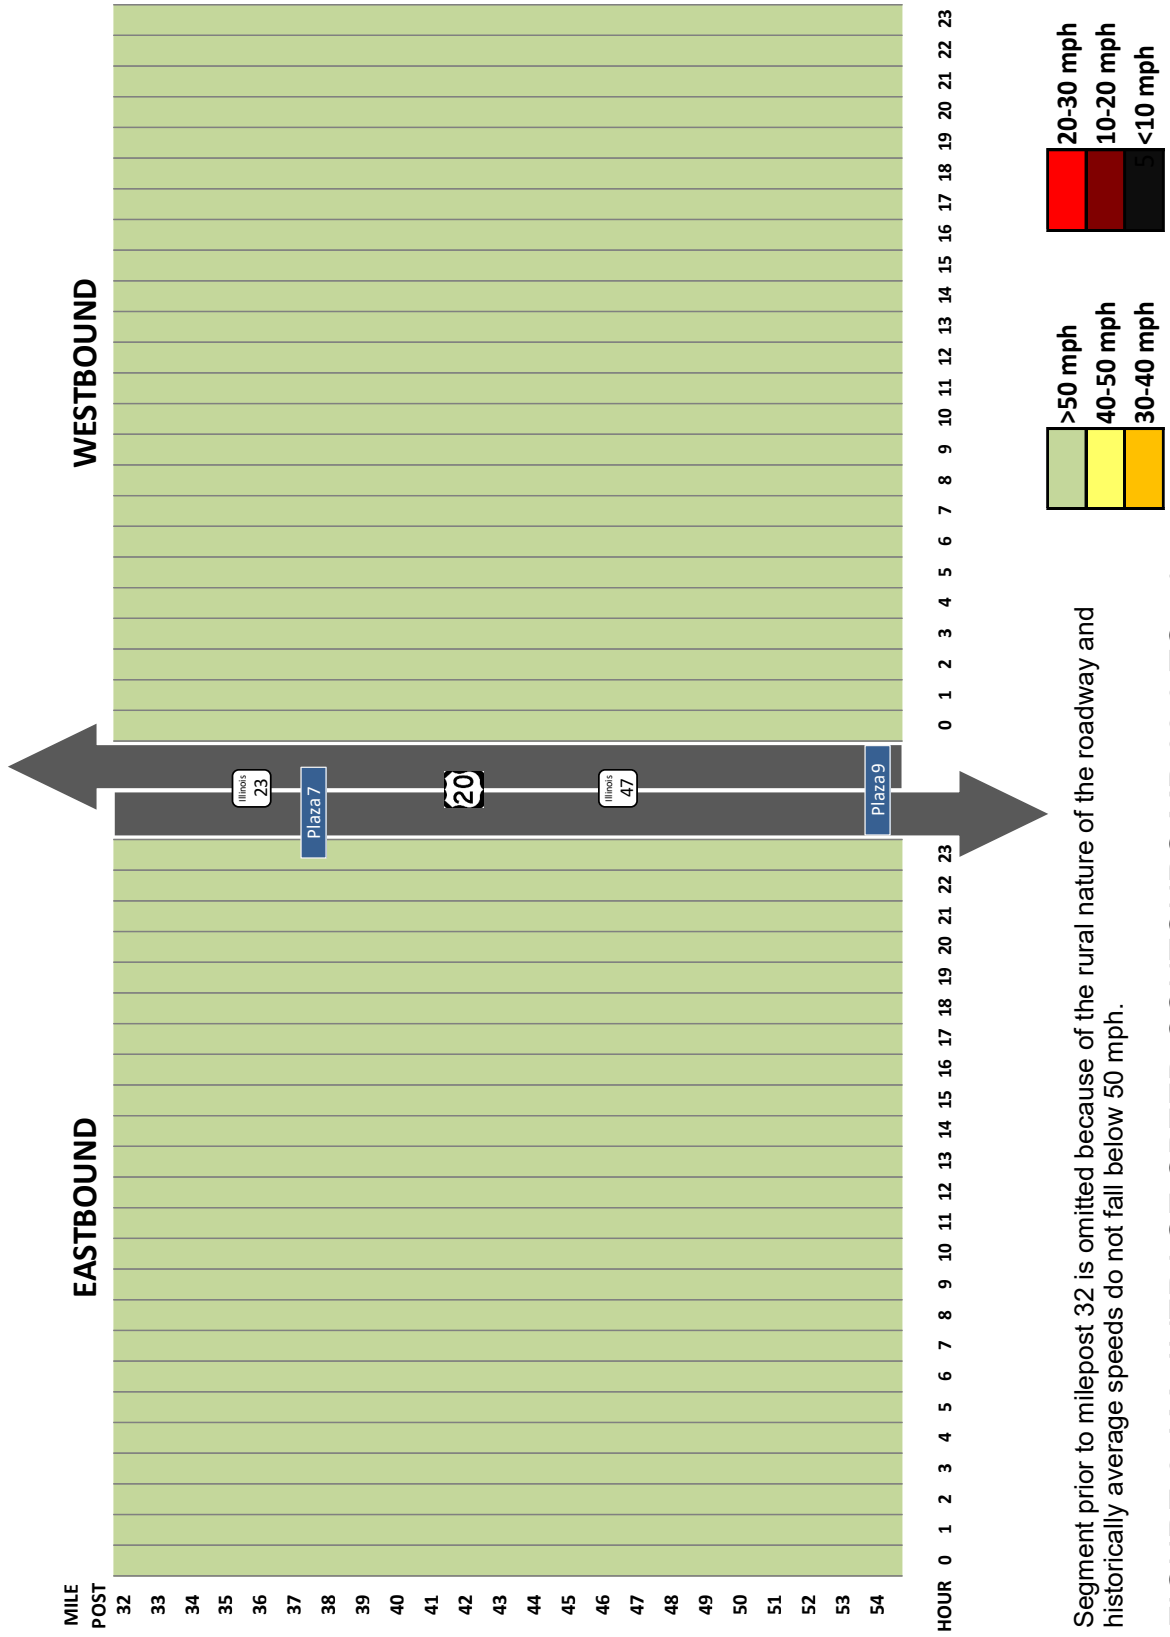 EASTBOUND
WESTBOUND
MILE
POST
32
33
34
35
36
37
38
39
40
41
42
43
44
45
46
47
48
49
50
51
52
53
54
Illinois
23
Plaza 7
20
Illinois
47
Plaza 9
HOUR 0 1 2 3 4 5 6 7 8 9 10 11 12 13 14 15 16 17 18 19 20 21 22 23
0 1 2 3 4 5 6 7 8 9 10 11 12 13 14 15 16 17 18 19 20 21 22 23
Segment prior to milepost 32 is omitted because of the rural nature of the roadway and
historically average speeds do not fall below 50 mph.
>50 mph
40-50 mph
30-40 mph
20-30 mph
10-20 mph
5 <10 mph